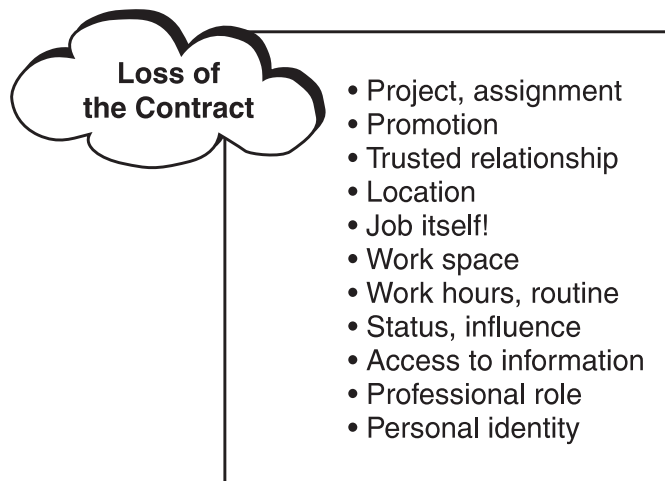 Loss of
the Contract
• Project, assignment
• Promotion
• Trusted relationship
• Location
• Job itself!
• Work space
• Work hours, routine
• Status, influence
• Access to information
• Professional role
• Personal identity